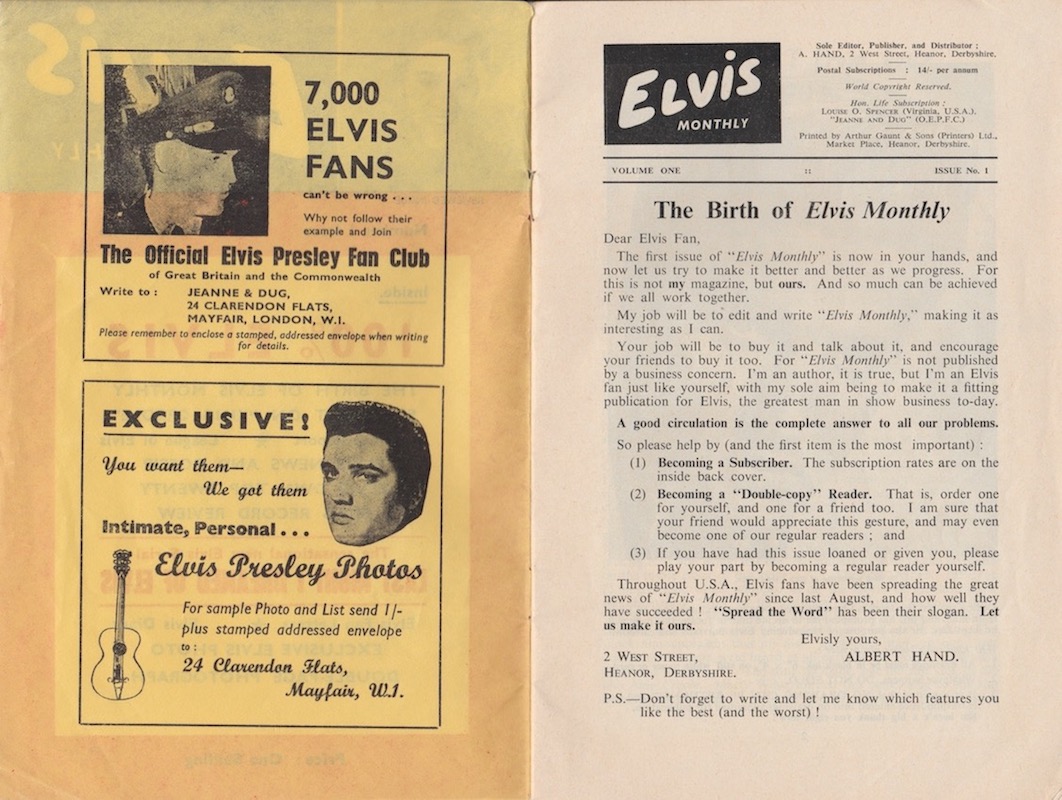 7,000
ELVIS
FANS
can't be wrong . . .
Why not follow their
example and Join
The Official Elvis Presley Fan Club
of Great Britain and the Commonwealth
Write to : JEANNE & DUG,
24 CLARENDON FLATS,
MAYFAIR, LONDON, W.I.
Please remember to enclose a stamped, addressed envelope when writing
for details.
EXCLUSIVE!
You want them—
We got them
Intimate, Personal . . .
Elvis Presley Photos
For sample Photo and List send 1/-
plus stamped addressed envelope
to :
24 Clarendon Flats,
Mayfair, W.1.
ELVIS
MONTHLY
Sole Editor, Publisher, and Distributor ;
A. HAND, 2 West Street, Heanor, Derbyshire.
Postal Subscriptions : 14/- per annum
World Copyright Reserved.
Hon. Life Subscription ;
LOUISE O. SPENCER (Virginia, U.S.A.).
"JEANNE AND DUG" (O.E.P.F.C.)
Printed by Arthur Gaunt & Sons (Printers) Ltd.,
Market Place, Heanor, Derbyshire.
VOLUME ONE :: ISSUE No. 1
The Birth of Elvis Monthly
Dear Elvis Fan,
The first issue of "Elvis Monthly" is now in your hands, and
now let us try to make it better and better as we progress. For
this is not my magazine, but ours. And so much can be achieved
if we all work together.
My job will be to edit and write "Elvis Monthly," making it as
interesting as I can.
Your job will be to buy it and talk about it, and encourage
your friends to buy it too. For "Elvis Monthly" is not published
by a business concern. I'm an author, it is true, but I'm an Elvis
fan just like yourself, with my sole aim being to make it a fitting
publication for Elvis, the greatest man in show business to-day.
A good circulation is the complete answer to all our problems.
So please help by (and the first item is the most important) :
(1) Becoming a Subscriber. The subscription rates are on the
inside back cover.
(2) Becoming a "Double-copy" Reader. That is, order one
for yourself, and one for a friend too. I am sure that
your friend would appreciate this gesture, and may even
become one of our regular readers ; and
(3) If you have had this issue loaned or given you, please
play your part by becoming a regular reader yourself.
Throughout U.S.A., Elvis fans have been spreading the great
news of "Elvis Monthly" since last August, and how well they
have succeeded ! "Spread the Word" has been their slogan. Let
us make it ours.
Elvisly yours,
2 WEST STREET, ALBERT HAND.
HEANOR, DERBYSHIRE.
P.S.—Don't forget to write and let me know which features you
like the best (and the worst) !